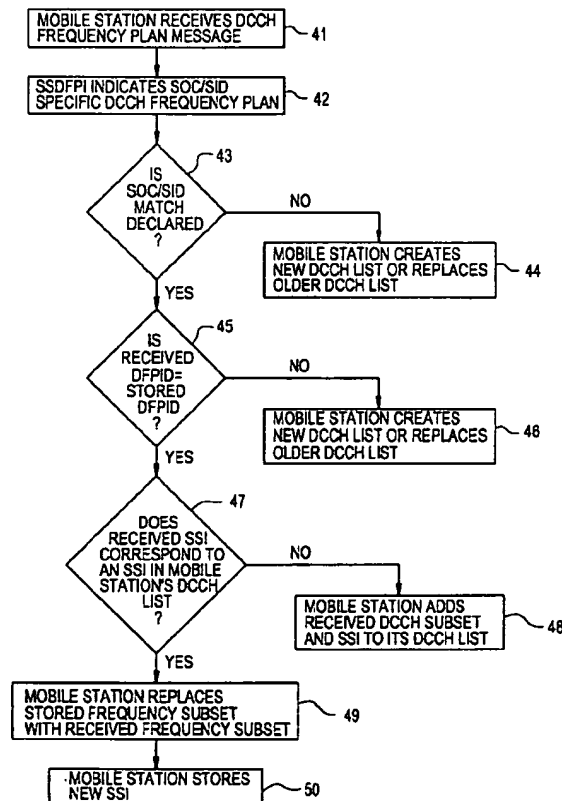 MOBILE STATION RECEIVES DCCH
FREQUENCY PLAN MESSAGE
41
SSDFPI INDICATES SOC/SID
SPECIFIC DCCH FREQUENCY PLAN
42
43
IS
SOC/SID
MATCH
DECLARED
?
NO
MOBILE STATION CREATES
NEW DCCH LIST OR REPLACES
OLDER DCCH LIST
44
YES
45
IS
RECEIVED
DFPID=
STORED
DFPID
?
NO
MOBILE STATION CREATES
NEW DCCH LIST OR REPLACES
OLDER DCCH LIST
46
YES
47
DOES
RECEIVED SSI
CORRESPOND TO
AN SSI IN MOBILE
STATION'S DCCH
LIST
?
NO
MOBILE STATION ADDS
RECEIVED DCCH SUBSET
AND SSI TO ITS DCCH LIST
48
YES
MOBILE STATION REPLACES
STORED FREQUENCY SUBSET
WITH RECEIVED FREQUENCY SUBSET
49
MOBILE STATION STORES
NEW SSI
50